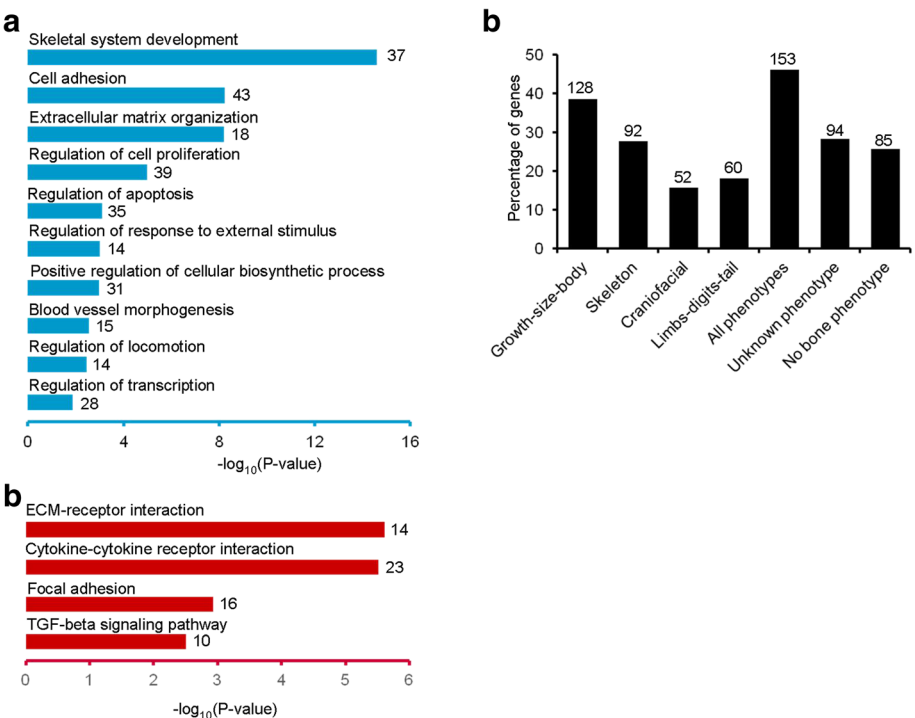 a
Skeletal system development
37
Cell adhesion
43
Extracellular matrix organization
18
Regulation of cell proliferation
39
Regulation of apoptosis
35
Regulation of response to external stimulus
14
Positive regulation of cellular biosynthetic process
31
Blood vessel morphogenesis
15
Regulation of locomotion
14
Regulation of transcription
28
0 4 8 12 16
-log10(P-value)
b
Percentage of genes
50
40
30
20
10
0
128 92 52 60 153 94 85
Growth-size-body
Skeleton
Craniofacial
Limbs-digits-tail
All phenotypes
Unknown phenotype
No bone phenotype
b
ECM-receptor interaction
14
Cytokine-cytokine receptor interaction
23
Focal adhesion
16
TGF-beta signaling pathway
10
0 1 2 3 4 5 6
-log10(P-value)